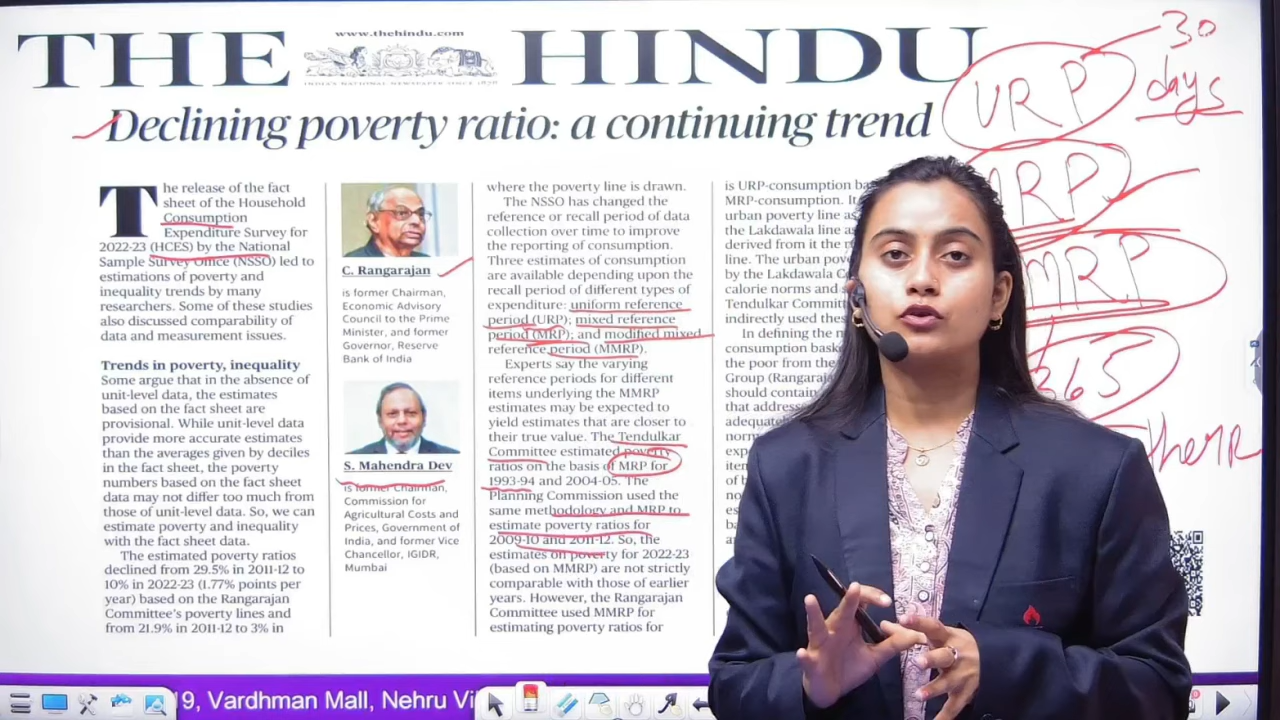 THE HINDU
www.thehindu.com
INDIA'S NATIONAL NEWSPAPER SINCE 1878
Declining poverty ratio: a continuing trend
The release of the fact
sheet of the Household
Consumption
Expenditure Survey for
2022-23 (HCES) by the National
Sample Survey Office (NSSO) led to
estimations of poverty and
inequality trends by many
researchers. Some of these studies
also discussed comparability of
data and measurement issues.
Trends in poverty, inequality
Some argue that in the absence of
unit-level data, the estimates
based on the fact sheet are
provisional. While unit-level data
provide more accurate estimates
than the averages given by deciles
in the fact sheet, the poverty
numbers based on the fact sheet
data may not differ too much from
those of unit-level data. So, we can
estimate poverty and inequality
with the fact sheet data.
The estimated poverty ratios
declined from 29.5% in 2011-12 to
10% in 2022-23 (1.77% points per
year) based on the Rangarajan
Committee's poverty lines and
from 21.9% in 2011-12 to 3% in
C. Rangarajan
is former Chairman,
Economic Advisory
Council to the Prime
Minister, and former
Governor, Reserve
Bank of India
S. Mahendra Dev
is former Chairman,
Commission for
Agricultural Costs and
Prices, Government of
India, and former Vice
Chancellor, IGIDR,
Mumbai
where the poverty line is drawn.
The NSSO has changed the
reference or recall period of data
collection over time to improve
the reporting of consumption.
Three estimates of consumption
are available depending upon the
recall period of different types of
expenditure: uniform reference
period (URP); mixed reference
period (MRP); and modified mixed
reference period (MMRP).
Experts say the varying
reference periods for different
items underlying the MMRP
estimates may be expected to
yield estimates that are closer to
their true value. The Tendulkar
Committee estimated poverty
ratios on the basis of MRP for
1993-94 and 2004-05. The
Planning Commission used the
same methodology and MRP to
estimate poverty ratios for
2009-10 and 2011-12. So, the
estimates on poverty for 2022-23
(based on MMRP) are not strictly
comparable with those of earlier
years. However, the Rangarajan
Committee used MMRP for
estimating poverty ratios for
is URP-consumption
MRP-consumption. It
urban poverty line as
the Lakdawala line as
derived from it the
line. The urban
by the Lakdawala
calorie norms and
Tendulkar
indirectly used
In defining the
consumption
the poor from the
Group
should contain
that
URP
30
days
RP
MRP
365
19, Vardhman Mall, Nehru